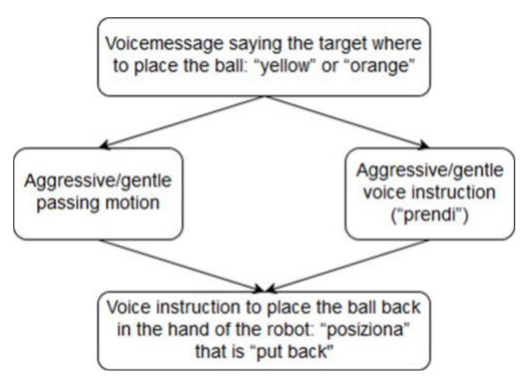 Voicemessage saying the target where
to place the ball: “yellow” or “orange”
Aggressive/gentle
passing motion
Aggressive/gentle
voice instruction
(“prendi”)
Voice instruction to place the ball back
in the hand of the robot: “posiziona”
that is “put back”